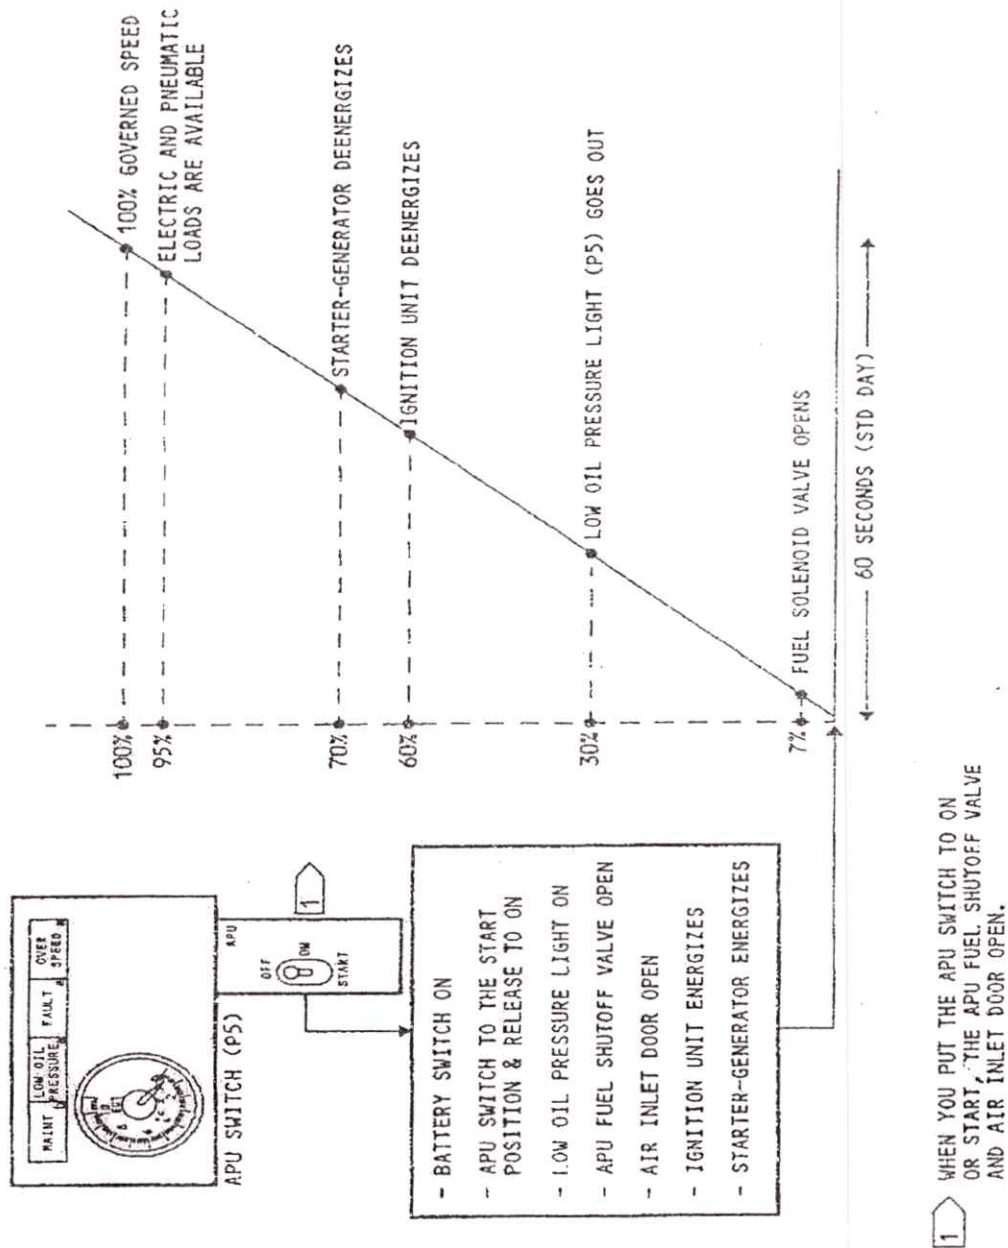 MAINT
LOW OIL
PRESSURE
FAULT
OVER
SPEED
APU SWITCH (P5)
APU
OFF
ON
START
1
- BATTERY SWITCH ON
- APU SWITCH TO THE START
POSITION & RELEASE TO ON
- LOW OIL PRESSURE LIGHT ON
- APU FUEL SHUTOFF VALVE OPEN
- AIR INLET DOOR OPEN
- IGNITION UNIT ENERGIZES
- STARTER-GENERATOR ENERGIZES
100%
95%
70%
60%
30%
7%
100% GOVERNED SPEED
ELECTRIC AND PNEUMATIC
LOADS ARE AVAILABLE
STARTER-GENERATOR DEENERGIZES
IGNITION UNIT DEENERGIZES
LOW OIL PRESSURE LIGHT (P5) GOES OUT
FUEL SOLENOID VALVE OPENS
60 SECONDS (STD DAY)
1 WHEN YOU PUT THE APU SWITCH TO ON
OR START, THE APU FUEL SHUTOFF VALVE
AND AIR INLET DOOR OPEN.